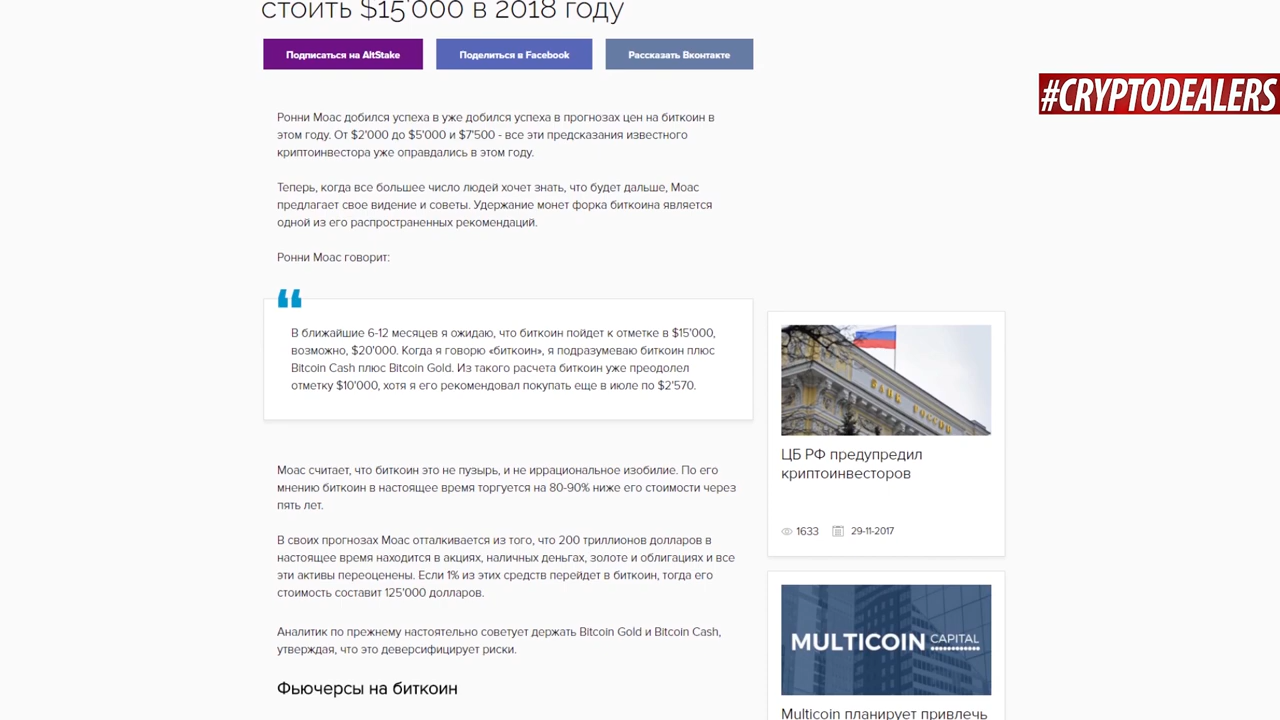 стоить $15'000 в 2018 году
Подписаться на AltStake
Поделиться в Facebook
Рассказать Вконтакте
#CRYPTODEALERS
Ронни Моас добился успеха в уже добился успеха в прогнозах цен на биткоин в
этом году. От $2'000 до $5'000 и $7'500 - все эти предсказания известного
криптоинвестора уже оправдались в этом году.
Теперь, когда все большее число людей хочет знать, что будет дальше, Моас
предлагает свое видение и советы. Удержание монет форка биткоина является
одной из его распространенных рекомендаций.
Ронни Моас говорит:
В ближайшие 6-12 месяцев я ожидаю, что биткоин пойдет к отметке в $15'000,
возможно, $20'000. Когда я говорю «биткоин», я подразумеваю биткоин плюс
Bitcoin Cash плюс Bitcoin Gold. Из такого расчета биткоин уже преодолел
отметку $10'000, хотя я его рекомендовал покупать еще в июле по $2'570.
Моас считает, что биткоин это не пузырь, и не иррациональное изобилие. По его
мнению биткоин в настоящее время торгуется на 80-90% ниже его стоимости через
пять лет.
В своих прогнозах Моас отталкивается из того, что 200 триллионов долларов в
настоящее время находится в акциях, наличных деньгах, золоте и облигациях и все
эти активы переоценены. Если 1% из этих средств перейдет в биткоин, тогда его
стоимость составит 125'000 долларов.
Аналитик по прежнему настоятельно советует держать Bitcoin Gold и Bitcoin Cash,
утверждая, что это деверсифицирует риски.
Фьючерсы на биткоин
БАНК РОССИИ
ЦБ РФ предупредил
криптоинвесторов
1633 29-11-2017
MULTICOIN CAPITAL
Multicoin планирует привлечь